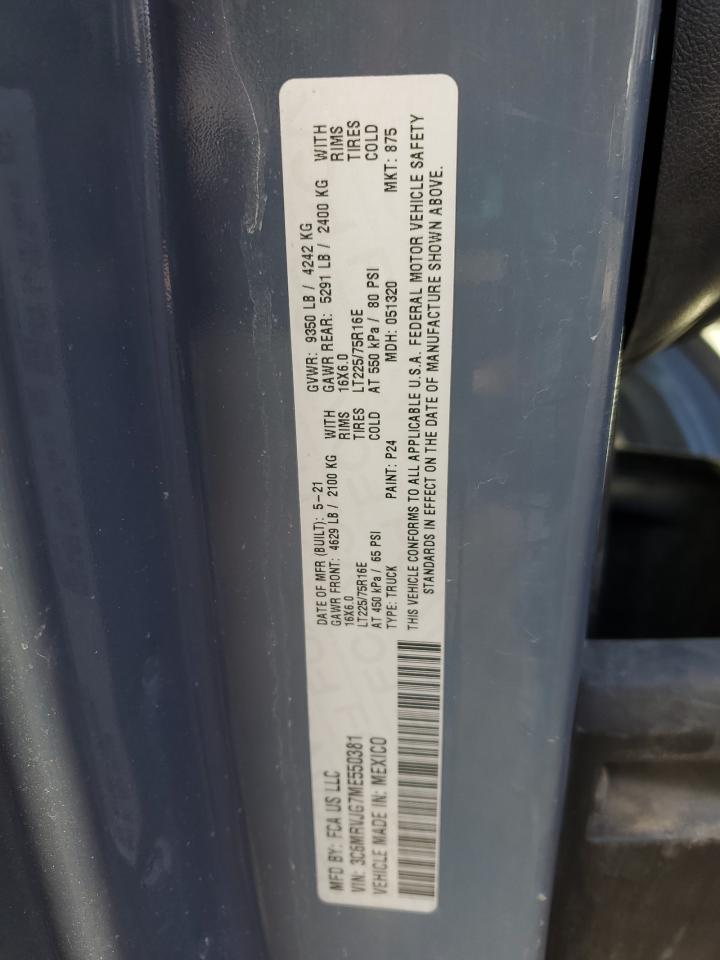 MFD BY: FCA US LLC
VIN: 3C6MRVJG7ME550381
VEHICLE MADE IN: MEXICO
DATE OF MFR (BUILT): 5-21
GAWR FRONT: 4629 LB / 2100 KG WITH
16X6.0 RIMS
LT225/75R16E TIRES
AT 450 kPa / 65 PSI COLD
TYPE: TRUCK PAINT: P24
GVWR: 9350 LB / 4242 KG
GAWR REAR: 5291 LB / 2400 KG WITH
16X6.0 RIMS
LT225/75R16E TIRES
AT 550 kPa / 80 PSI COLD
MDH: 051320 MKT: 875
THIS VEHICLE CONFORMS TO ALL APPLICABLE U.S.A. FEDERAL MOTOR VEHICLE SAFETY
STANDARDS IN EFFECT ON THE DATE OF MANUFACTURE SHOWN ABOVE.